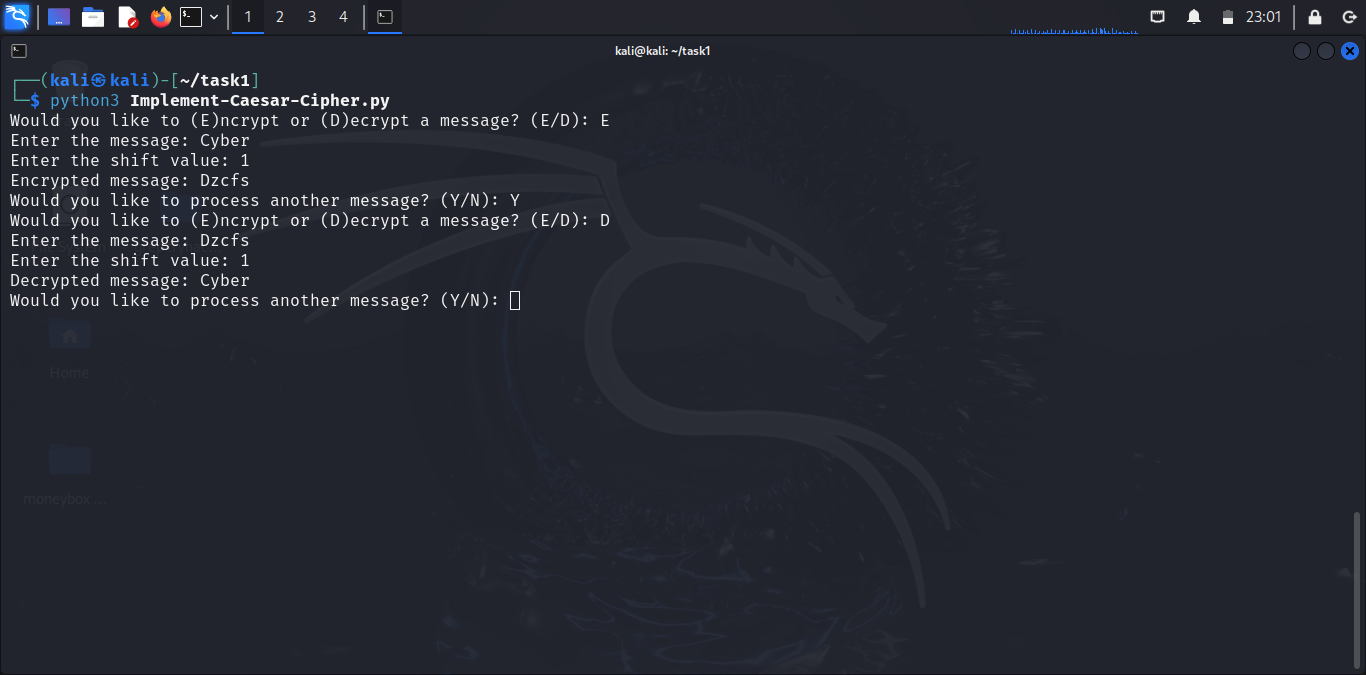 1 2 3 4 23:01
kali@kali: ~/task1
┌──(kali㉿kali)-[~/task1]
└─$ python3 Implement-Caesar-Cipher.py
Would you like to (E)ncrypt or (D)ecrypt a message? (E/D): E
Enter the message: Cyber
Enter the shift value: 1
Encrypted message: Dzcfs
Would you like to process another message? (Y/N): Y
Would you like to (E)ncrypt or (D)ecrypt a message? (E/D): D
Enter the message: Dzcfs
Enter the shift value: 1
Decrypted message: Cyber
Would you like to process another message? (Y/N):
Home
moneybox ...